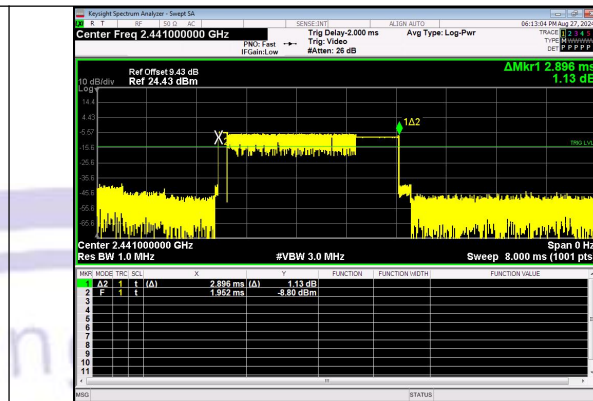 Keysight Spectrum Analyzer - Swept SA
R T RF 50 Ω AC SENSE:INT ALIGN AUTO 06:13:04 PM Aug 27, 202
Center Freq 2.441000000 GHz
PNO: Fast
IFGain:Low
Trig Delay-2.000 ms
Trig: Video
#Atten: 26 dB
Avg Type: Log-Pwr
TRACE 1 2 3 4 5
TYPE M
DET P P P P P
ΔMkr1 2.896 ms
1.13 dB
Ref Offset 9.43 dB
10 dB/div Ref 24.43 dBm
Log
14.4
4.43
-5.57
-15.6
-25.6
-35.6
-45.6
-55.6
-65.6
1Δ2
X2
TRIG LVL
Center 2.441000000 GHz Span 0 Hz
Res BW 1.0 MHz #VBW 3.0 MHz Sweep 8.000 ms (1001 pts
MKR MODE TRC SCL X Y FUNCTION FUNCTION WIDTH FUNCTION VALUE
1 Δ2 1 t (Δ) 2.896 ms (Δ) 1.13 dB
2 F 1 t 1.952 ms -8.80 dBm
3
4
5
6
7
8
9
10
11
MSG STATUS